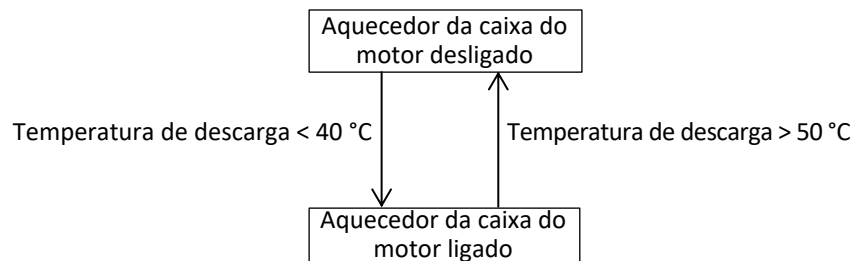 Aquecedor da caixa do
motor desligado
Temperatura de descarga < 40 °C
Temperatura de descarga > 50 °C
Aquecedor da caixa do
motor ligado